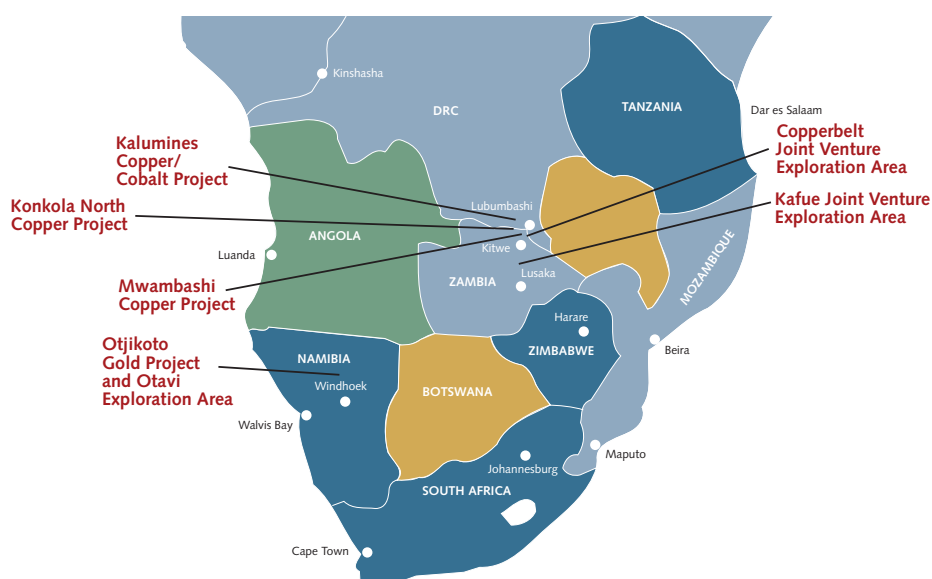 Kinshasha
DRC
TANZANIA
Dar es Salaam
Kalumines
Copper/
Cobalt Project
Copperbelt
Joint Venture
Exploration Area
Konkola North
Copper Project
Lubumbashi
Kafue Joint Venture
Exploration Area
ANGOLA
Luanda
Kitwe
MOZAMBIQUE
ZAMBIA
Lusaka
Mwambashi
Copper Project
Harare
ZIMBABWE
Beira
Otjikoto
Gold Project
and Otavi
Exploration Area
NAMIBIA
Windhoek
BOTSWANA
Walvis Bay
Maputo
Johannesburg
SOUTH AFRICA
Cape Town